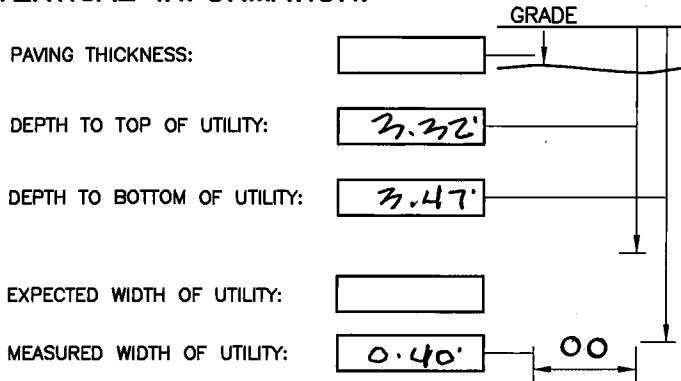 GRADE
PAVING THICKNESS:
DEPTH TO TOP OF UTILITY: 3.32'
DEPTH TO BOTTOM OF UTILITY: 3.47'
EXPECTED WIDTH OF UTILITY:
MEASURED WIDTH OF UTILITY: 0.40' OO